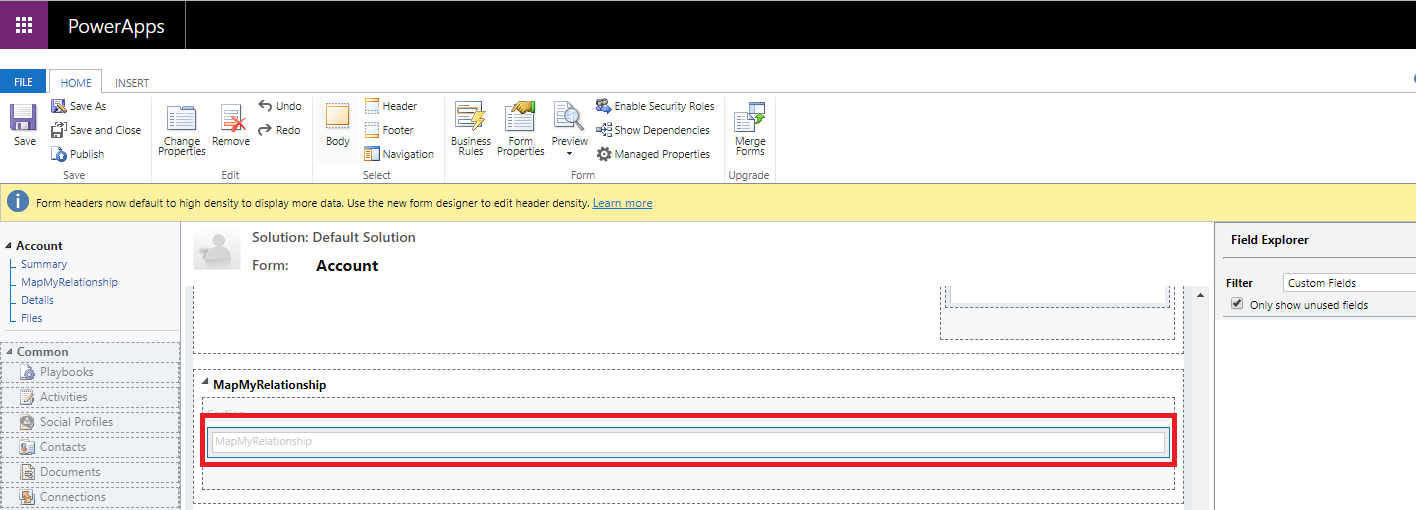 PowerApps
FILE
HOME
INSERT
Save
Save As
Save and Close
Publish
Save
Change Properties
Remove
Undo
Redo
Edit
Body
Header
Footer
Navigation
Select
Business Rules
Form Properties
Preview
Enable Security Roles
Show Dependencies
Managed Properties
Form
Merge Forms
Upgrade
Form headers now default to high density to display more data. Use the new form designer to edit header density. Learn more
Account
Summary
MapMyRelationship
Details
Files
Common
Playbooks
Activities
Social Profiles
Contacts
Documents
Connections
Solution: Default Solution
Form: Account
MapMyRelationship
Section
MapMyRelationship
Field Explorer
Filter Custom Fields
Only show unused fields